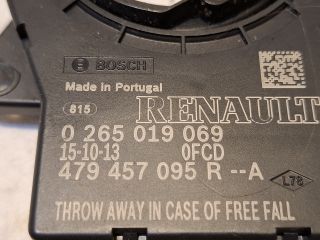 BOSCH
Made in Portugal
815
RENAULT
0 265 019 069
15-10-13 0FCD
479 457 095 R --A
L78
THROW AWAY IN CASE OF FREE FALL